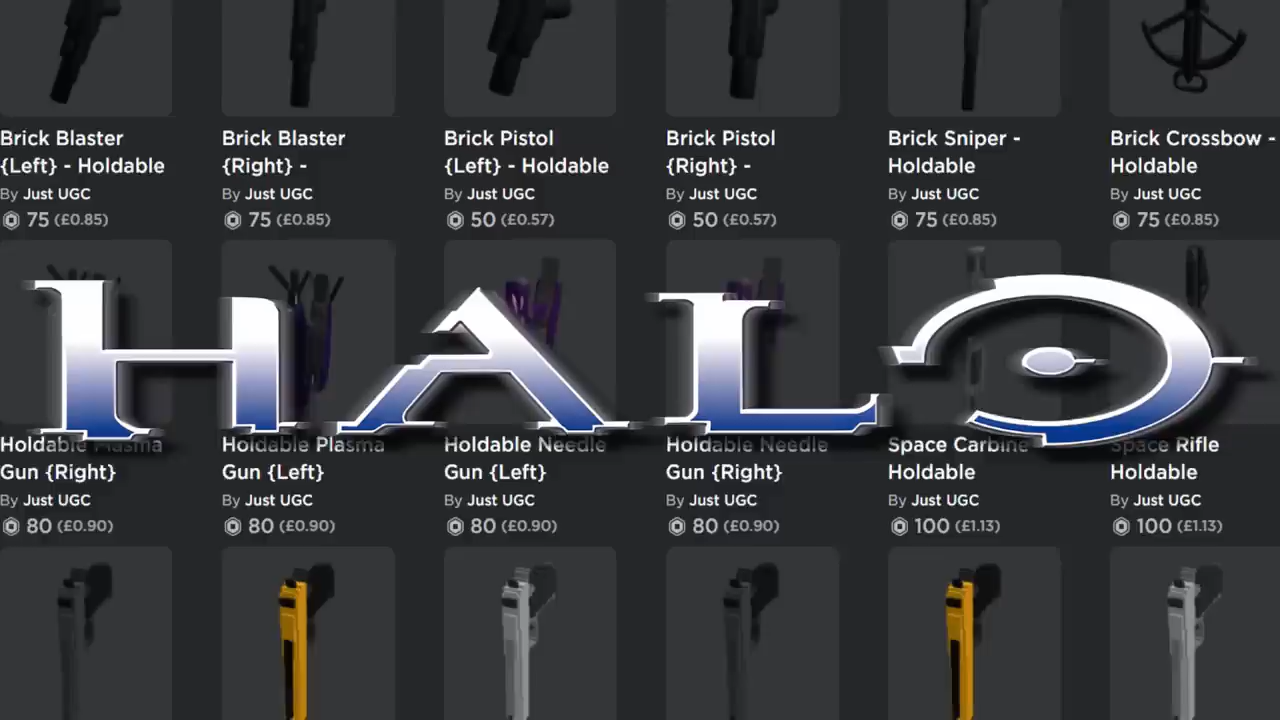 Brick Blaster
{Left} - Holdable
By Just UGC
75 (£0.85)
Brick Blaster
{Right} -
By Just UGC
75 (£0.85)
Brick Pistol
{Left} - Holdable
By Just UGC
50 (£0.57)
Brick Pistol
{Right} -
By Just UGC
50 (£0.57)
Brick Sniper -
Holdable
By Just UGC
75 (£0.85)
Brick Crossbow -
Holdable
By Just UGC
75 (£0.85)
HALO
Holdable Plasma
Gun {Right}
By Just UGC
80 (£0.90)
Holdable Plasma
Gun {Left}
By Just UGC
80 (£0.90)
Holdable Needle
Gun {Left}
By Just UGC
80 (£0.90)
Holdable Needle
Gun {Right}
By Just UGC
80 (£0.90)
Space Carbine
Holdable
By Just UGC
100 (£1.13)
Space Rifle
Holdable
By Just UGC
100 (£1.13)